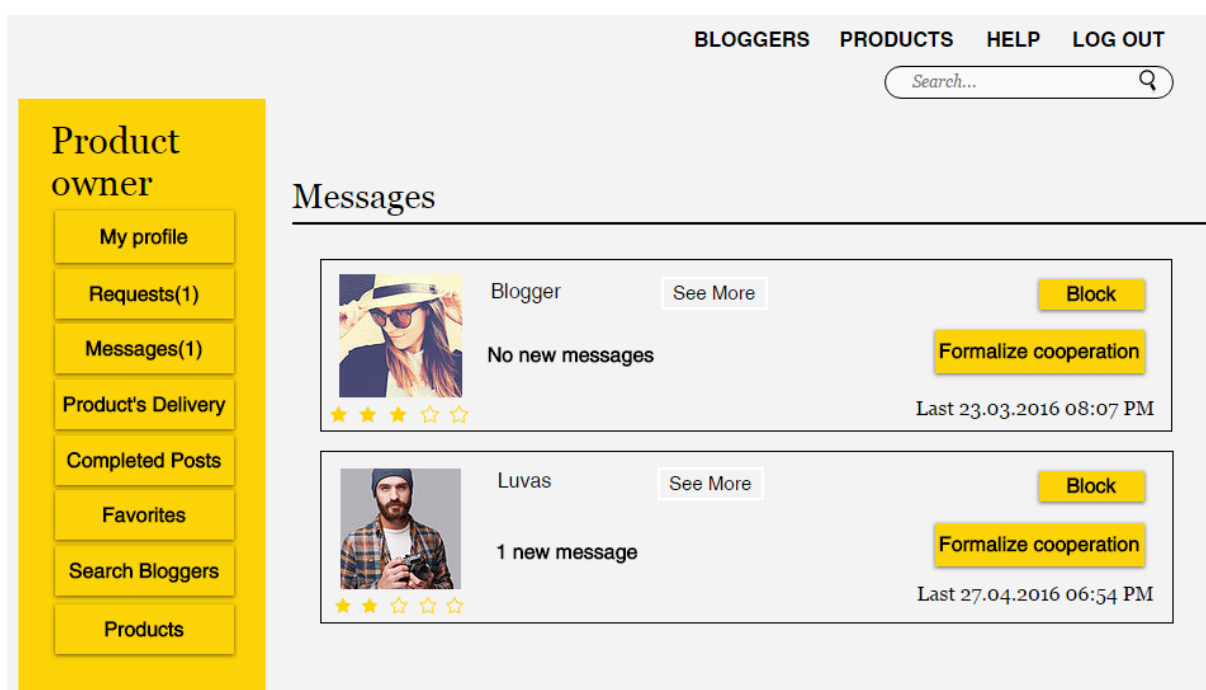 BLOGGERS PRODUCTS HELP LOG OUT
Search...
Product
owner
My profile
Requests(1)
Messages(1)
Product's Delivery
Completed Posts
Favorites
Search Bloggers
Products
Messages
Blogger See More Block
No new messages Formalize cooperation
Last 23.03.2016 08:07 PM
Luvas See More Block
1 new message Formalize cooperation
Last 27.04.2016 06:54 PM